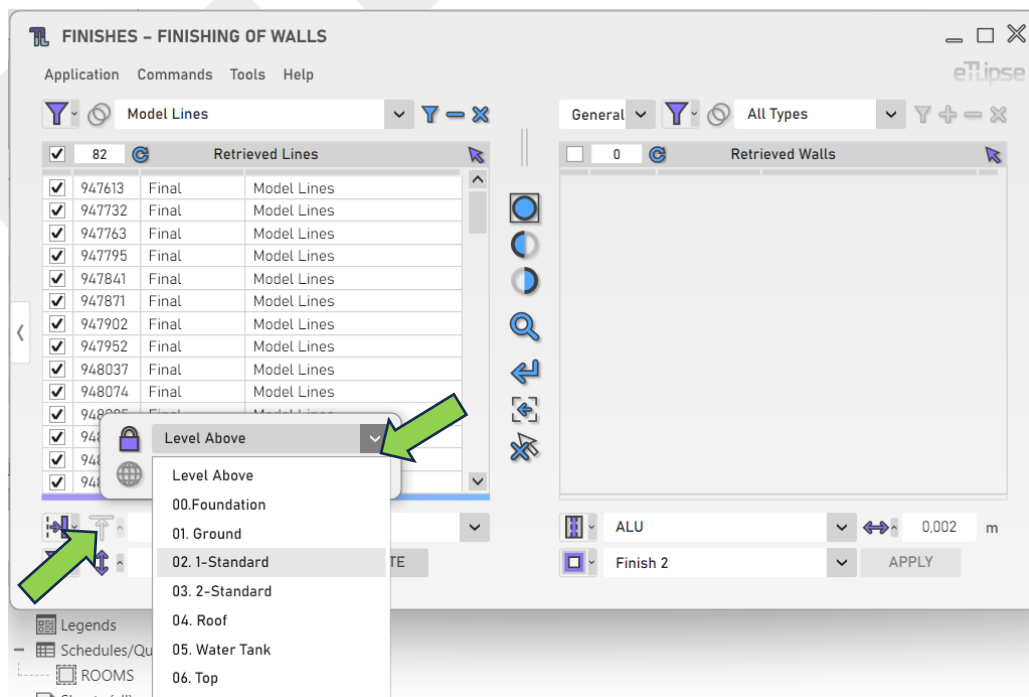 FINISHES – FINISHING OF WALLS
Application Commands Tools Help
eTLipse
Model Lines
General All Types
82 Retrieved Lines
0 Retrieved Walls
947613 Final Model Lines
947732 Final Model Lines
947763 Final Model Lines
947795 Final Model Lines
947841 Final Model Lines
947871 Final Model Lines
947902 Final Model Lines
947952 Final Model Lines
948037 Final Model Lines
948074 Final Model Lines
Level Above
Level Above
00.Foundation
01. Ground
02. 1-Standard
03. 2-Standard
04. Roof
05. Water Tank
06. Top
ALU 0,002 m
Finish 2 APPLY
Legends
Schedules/Qu
ROOMS